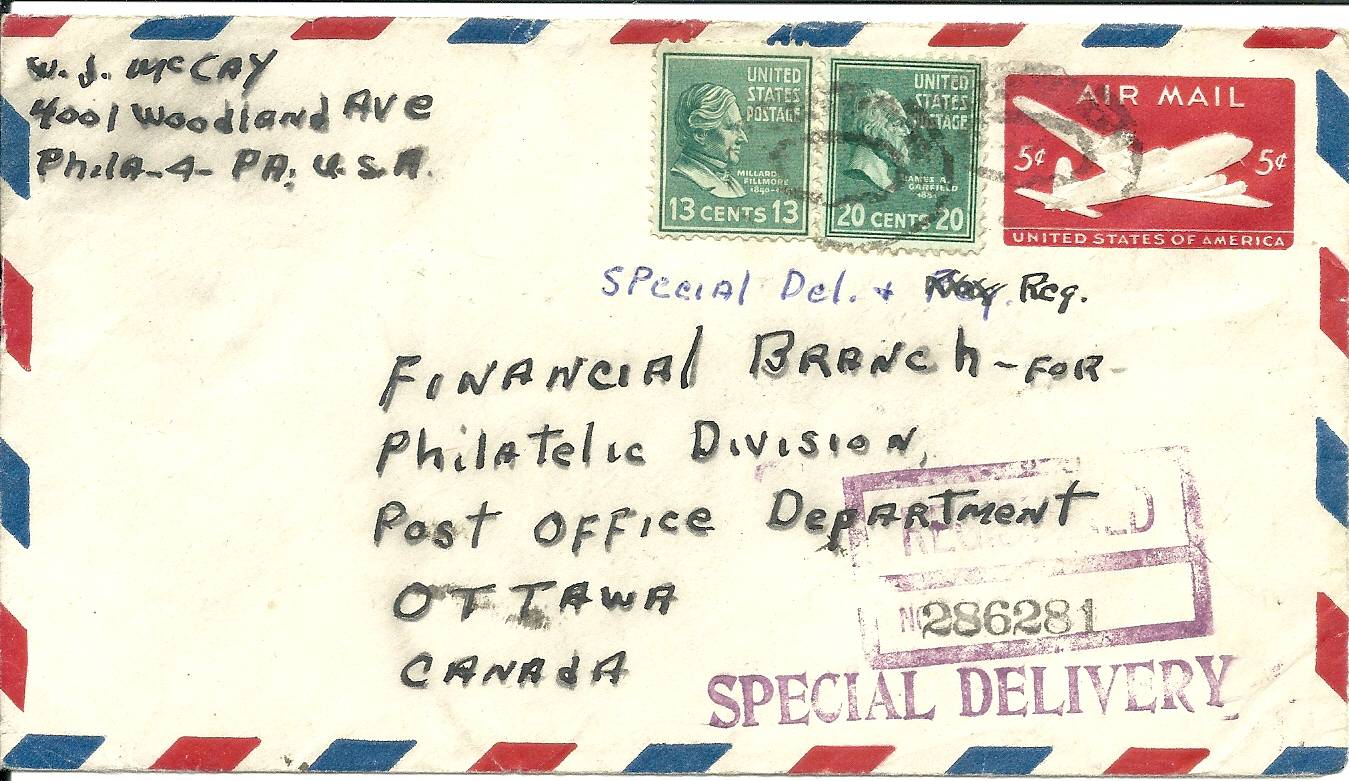 W. J. McCAY
4001 Woodland Ave
Phila-4- PA, U.S.A.
UNITED
STATES
POSTAGE
MILLARD
FILLMORE
13 CENTS 13
UNITED
STATES
POSTAGE
JAMES A.
GARFIELD
20 CENTS 20
AIR MAIL
5¢ 5¢
UNITED STATES OF AMERICA
Special Del. + Reg.
Financial Branch - for -
Philatelic Division,
Post Office Department
OTTAWA
CANADA
REGISTERED
No 286281
SPECIAL DELIVERY